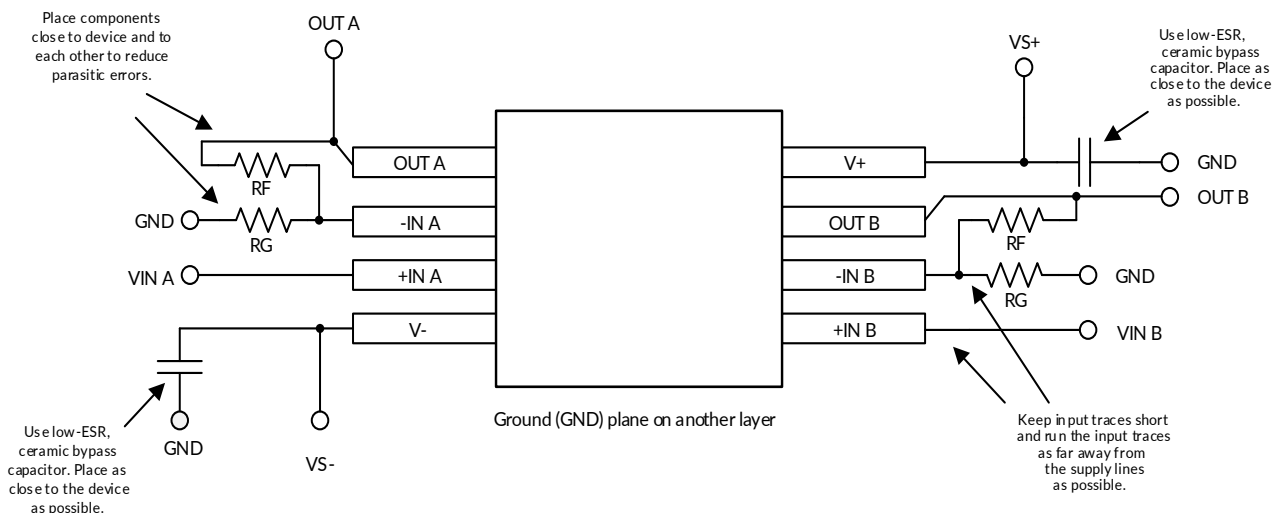 Place components
close to device and to
each other to reduce
parasitic errors.
OUT A
VS+
Use low-ESR,
ceramic bypass
capacitor. Place as
close to the device
as possible.
OUT A
V+
GND
RF
OUT B
GND
-IN A
OUT B
RG
RF
VIN A
+IN A
-IN B
GND
RG
V-
+IN B
VIN B
Ground (GND) plane on another layer
Use low-ESR,
ceramic bypass
capacitor. Place as
close to the device
as possible.
GND
VS-
Keep input traces short
and run the input traces
as far away from
the supply lines
as possible.